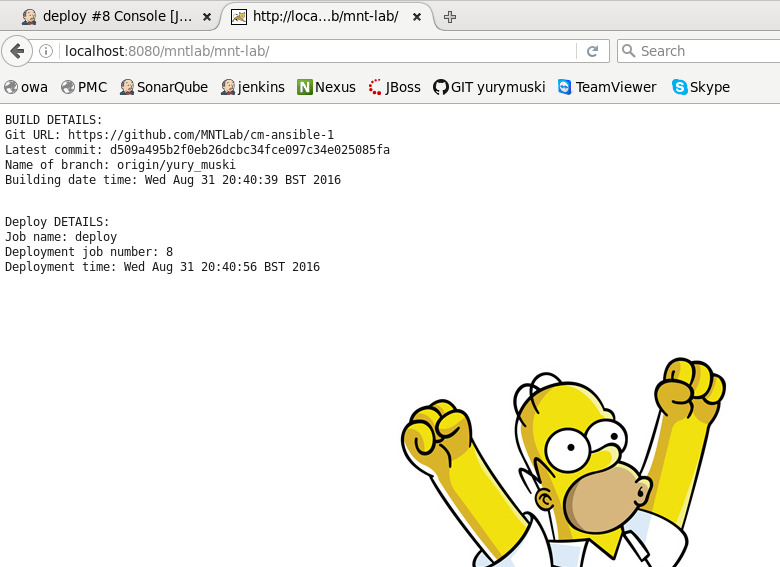 deploy #8 Console [J...
http://loca...b/mnt-lab/
localhost:8080/mntlab/mnt-lab/
Search
owa PMC SonarQube jenkins Nexus JBoss GIT yurymuski TeamViewer Skype
BUILD DETAILS:
Git URL: https://github.com/MNTLab/cm-ansible-1
Latest commit: d509a495b2f0eb26dcbc34fce097c34e025085fa
Name of branch: origin/yury_muski
Building date time: Wed Aug 31 20:40:39 BST 2016
Deploy DETAILS:
Job name: deploy
Deployment job number: 8
Deployment time: Wed Aug 31 20:40:56 BST 2016